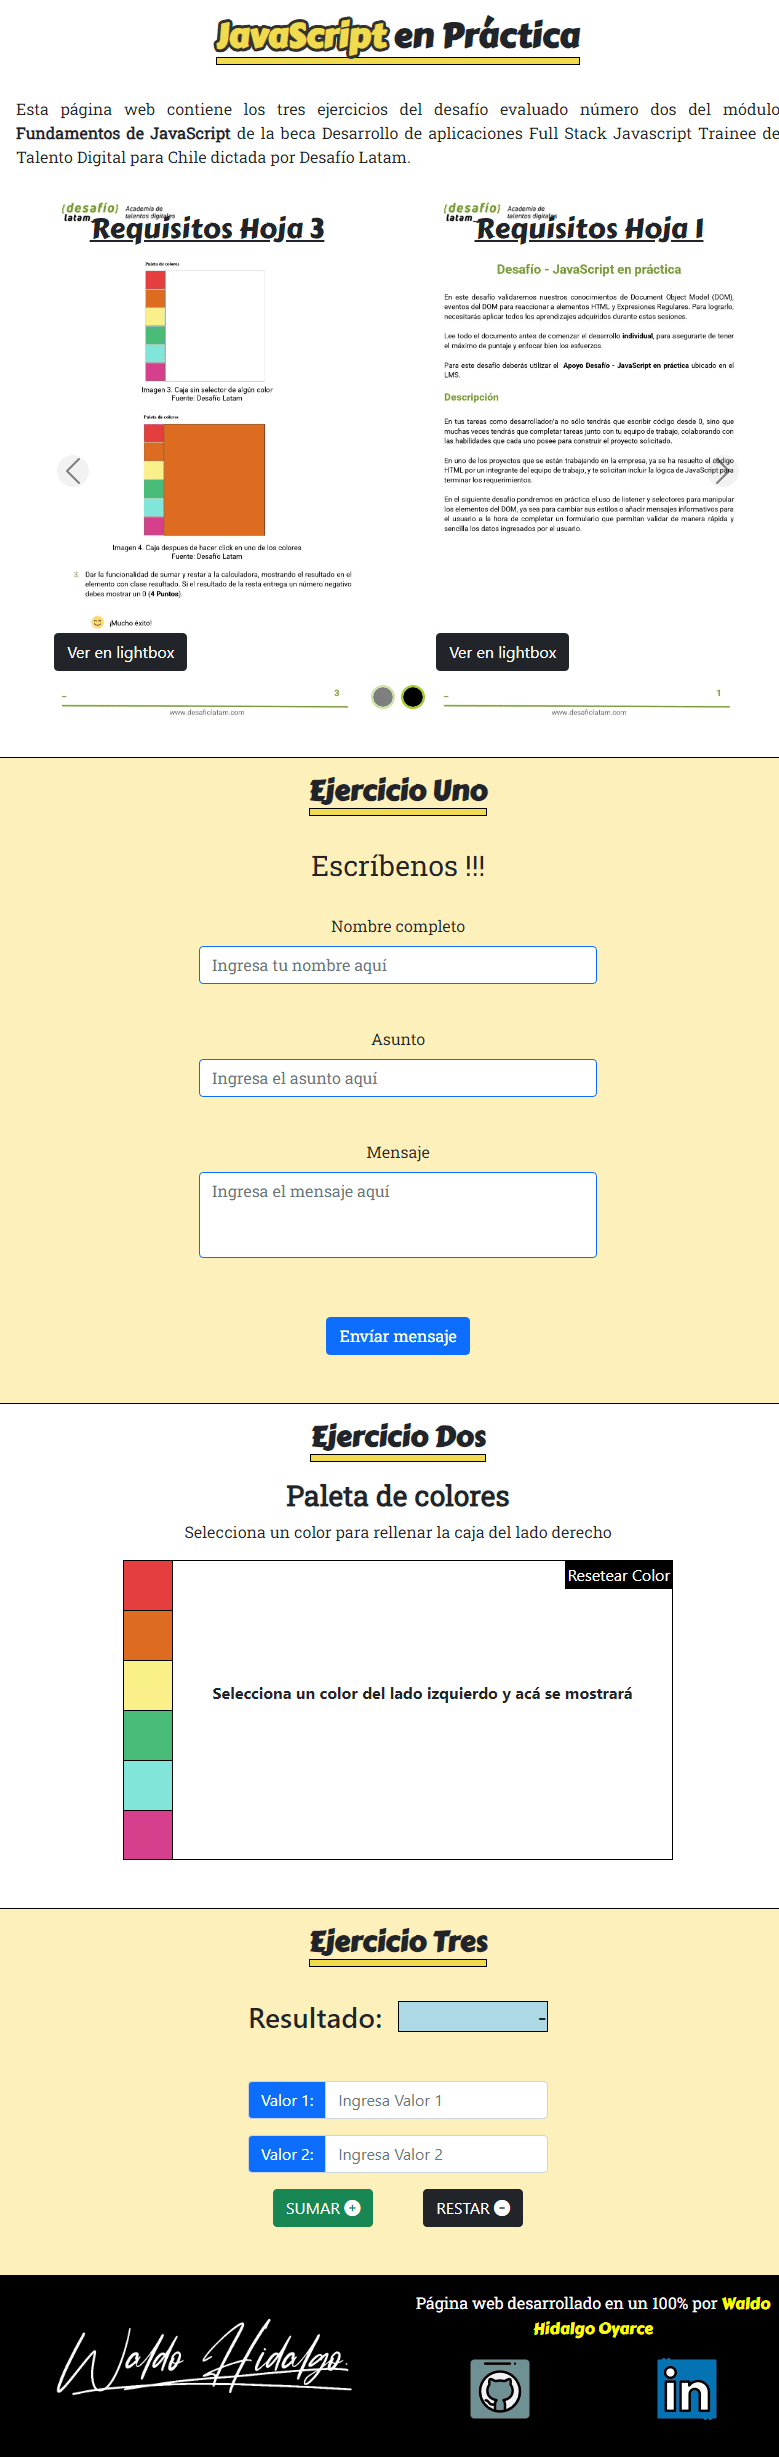 JavaScript en Práctica
Esta página web contiene los tres ejercicios del desafío evaluado número dos del módulo
Fundamentos de JavaScript de la beca Desarrollo de aplicaciones Full Stack Javascript Trainee de
Talento Digital para Chile dictada por Desafío Latam.
{desafío}
latam_
Academia de
talentos digitales
Requisitos Hoja 3
Paleta de colores
Imagen 3. Caja sin selector de algún color
Fuente: Desafío Latam
Paleta de colores
Imagen 4. Caja despues de hacer click en uno de los colores
Fuente: Desafío Latam
3. Dar la funcionalidad de sumar y restar a la calculadora, mostrando el resultado en el
elemento con clase resultado. Si el resultado de la resta entrega un número negativo
debes mostrar un 0 (4 Puntos).
¡Mucho éxito!
Ver en lightbox
3
www.desafiolatam.com
{desafío}
latam_
Academia de
talentos digitales
Requisitos Hoja 1
Desafío - JavaScript en práctica
En este desafío validaremos nuestros conocimientos de Document Object Model (DOM),
eventos del DOM para reaccionar a elementos HTML y Expresiones Regulares. Para lograrlo,
necesitarás aplicar todos los aprendizajes adquiridos durante estas sesiones.
Lee todo el documento antes de comenzar el desarrollo individual, para asegurarte de tener
el máximo de puntaje y enfocar bien los esfuerzos.
Para este desafío deberás utilizar el Apoyo Desafío - JavaScript en práctica ubicado en el
LMS.
Descripción
En tus tareas como desarrollador/a no sólo tendrás que escribir código desde 0, sino que
muchas veces tendrás que completar tareas junto con tu equipo de trabajo, colaborando con
las habilidades que cada uno posee para construir el proyecto solicitado.
En uno de los proyectos que se están trabajando en la empresa, ya se ha resuelto el código
HTML por un integrante del equipo de trabajo, y te solicitan incluir la lógica de JavaScript para
terminar los requerimientos.
En el siguiente desafío pondremos en práctica el uso de listener y selectores para manipular
los elementos del DOM, ya sea para cambiar sus estilos o añadir mensajes informativos para
el usuario a la hora de completar un formulario que permitan validar de manera rápida y
sencilla los datos ingresados por el usuario.
Ver en lightbox
1
www.desafiolatam.com
Ejercicio Uno
Escríbenos !!!
Nombre completo
Ingresa tu nombre aquí
Asunto
Ingresa el asunto aquí
Mensaje
Ingresa el mensaje aquí
Envíar mensaje
Ejercicio Dos
Paleta de colores
Selecciona un color para rellenar la caja del lado derecho
Resetear Color
Selecciona un color del lado izquierdo y acá se mostrará
Ejercicio Tres
Resultado: -
Valor 1: Ingresa Valor 1
Valor 2: Ingresa Valor 2
SUMAR + RESTAR -
Waldo Hidalgo.
Página web desarrollado en un 100% por Waldo
Hidalgo Oyarce
in